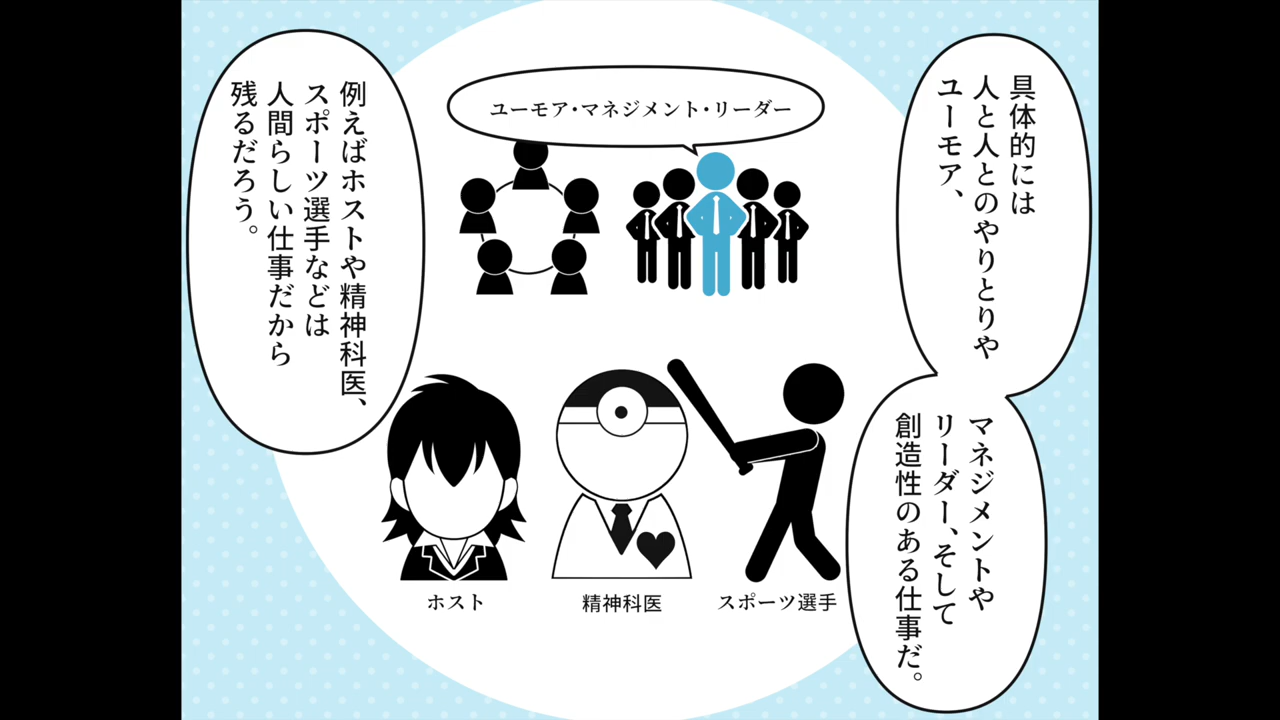 具体的には
人と人とのやりとりや
ユーモア、
マネジメントや
リーダー、そして
創造性のある仕事だ。
ユーモア・マネジメント・リーダー
例えばホストや精神科医、
スポーツ選手などは
人間らしい仕事だから
残るだろう。
ホスト
精神科医
スポーツ選手